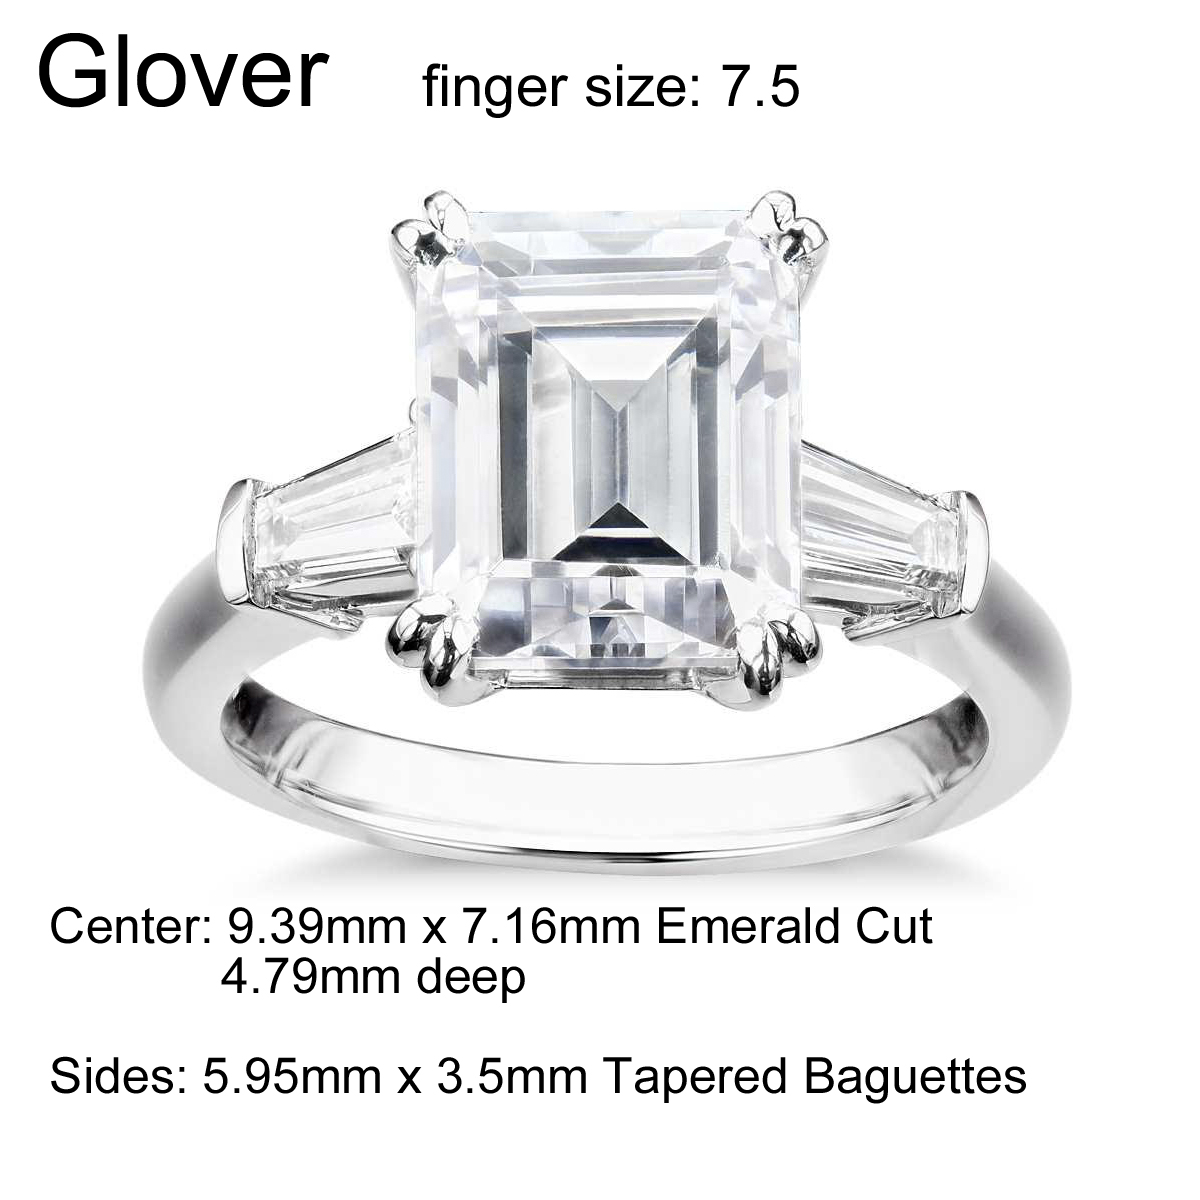 Glover finger size: 7.5
Center: 9.39mm x 7.16mm Emerald Cut
4.79mm deep
Sides: 5.95mm x 3.5mm Tapered Baguettes